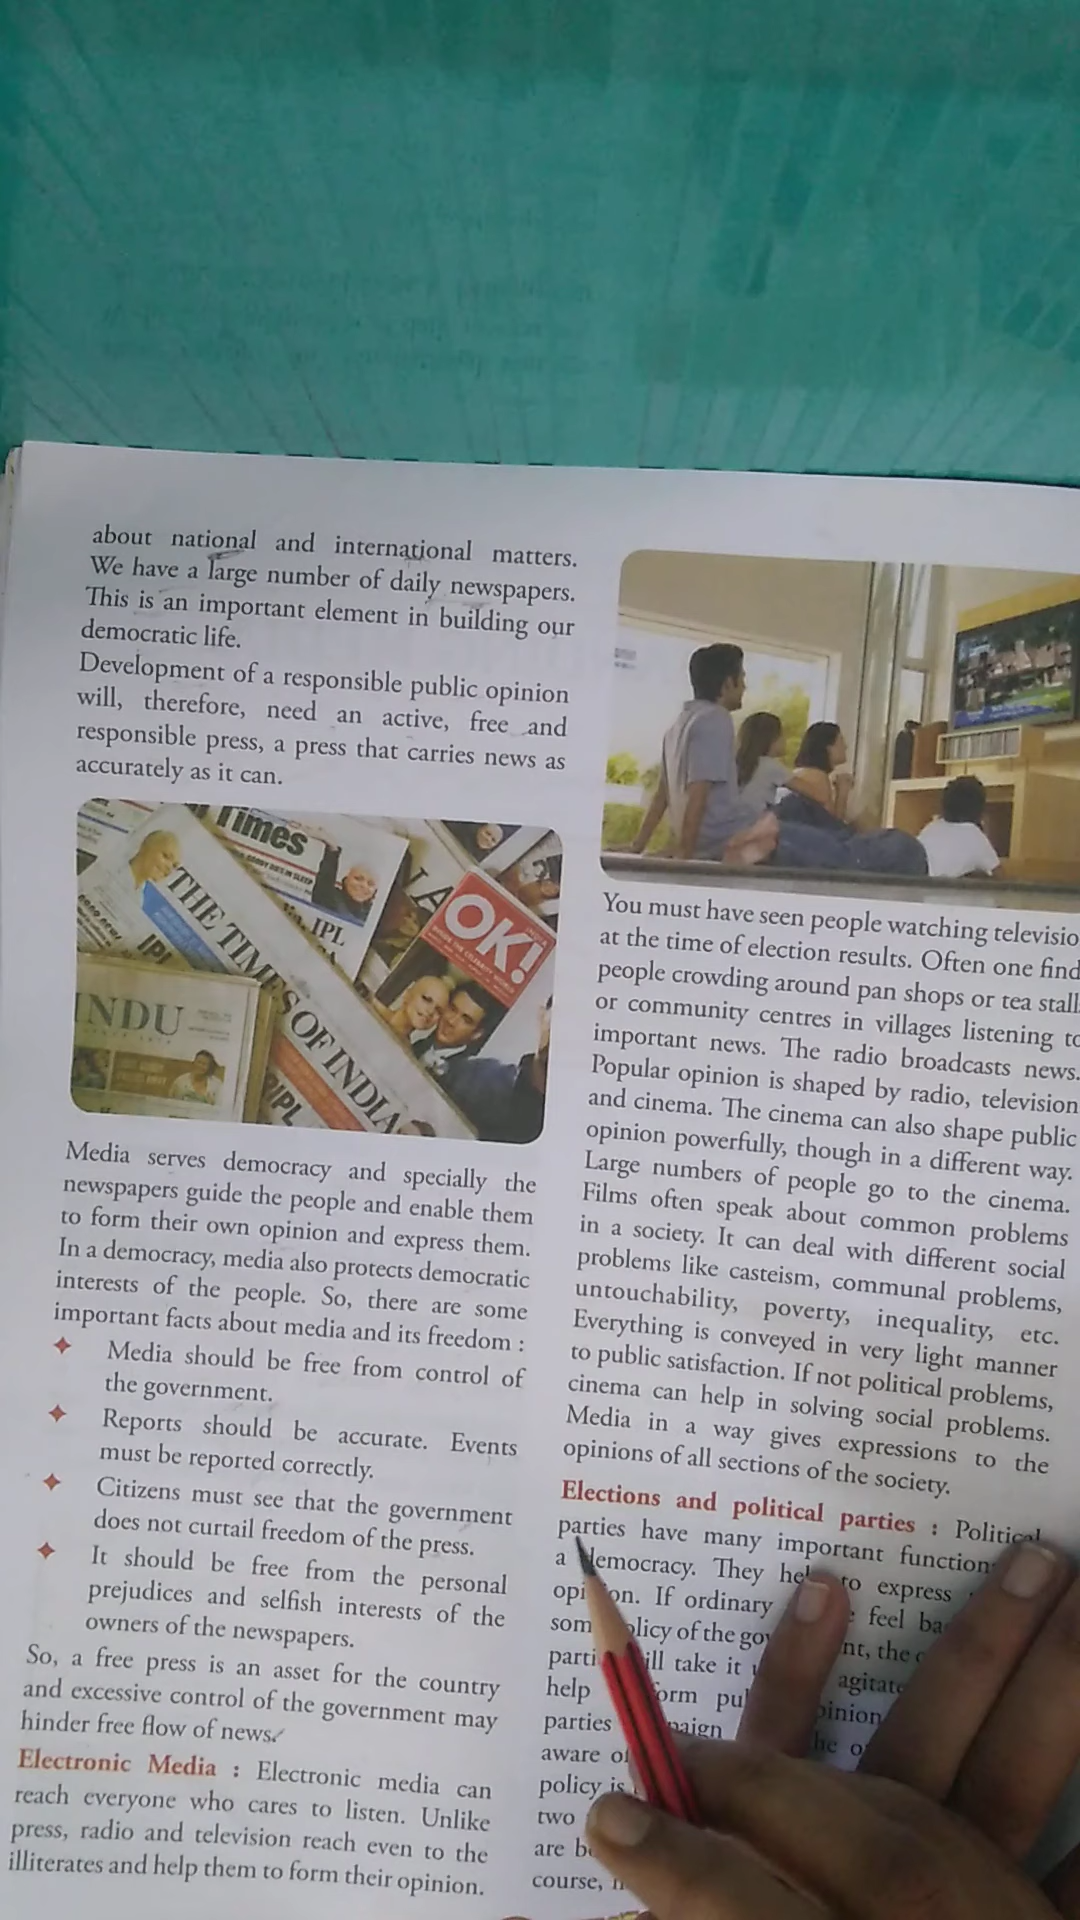 about national and international matters.
We have a large number of daily newspapers.
This is an important element in building our
democratic life.
Development of a responsible public opinion
will, therefore, need an active, free and
responsible press, a press that carries news as
accurately as it can.
Times
IPL
THE TIMES OF INDIA
OK!
INDIA
IPL
INDU
IPL
Media serves democracy and specially the
newspapers guide the people and enable them
to form their own opinion and express them.
In a democracy, media also protects democratic
interests of the people. So, there are some
important facts about media and its freedom :
Media should be free from control of
the government.
Reports should be accurate. Events
must be reported correctly.
Citizens must see that the government
does not curtail freedom of the press.
It should be free from the personal
prejudices and selfish interests of the
owners of the newspapers.
So, a free press is an asset for the country
and excessive control of the government may
hinder free flow of news.
Electronic Media : Electronic media can
reach everyone who cares to listen. Unlike
press, radio and television reach even to the
illiterates and help them to form their opinion.
You must have seen people watching televisio
at the time of election results. Often one find
people crowding around pan shops or tea stall
or community centres in villages listening to
important news. The radio broadcasts news.
Popular opinion is shaped by radio, television
and cinema. The cinema can also shape public
opinion powerfully, though in a different way.
Large numbers of people go to the cinema.
Films often speak about common problems
in a society. It can deal with different social
problems like casteism, communal problems,
untouchability, poverty, inequality, etc.
Everything is conveyed in very light manner
to public satisfaction. If not political problems,
cinema can help in solving social problems.
Media in a way gives expressions to the
opinions of all sections of the society.
Elections and political parties : Political
parties have many important function
a democracy. They he to express
opi on. If ordinary feel ba
som olicy of the go nt, the
parti ill take it agitate
help orm pu pinion
parties paign he o
aware of
policy is
two
are b
course,